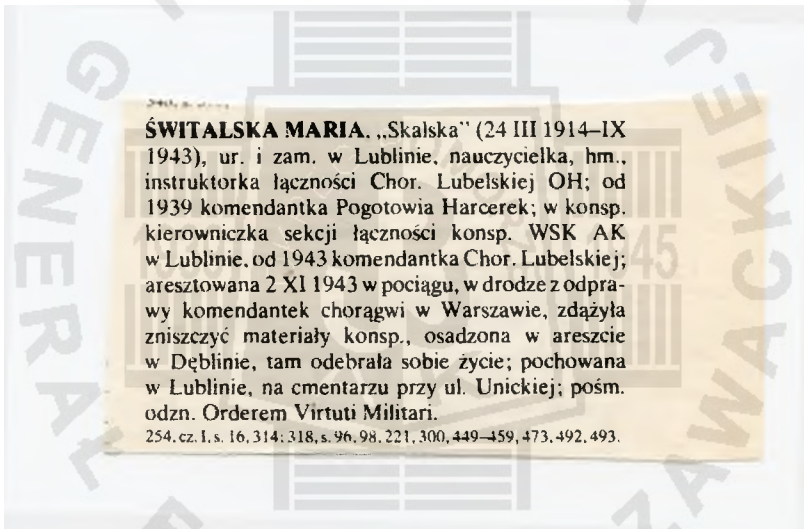 ŚWITALSKA MARIA. „Skalska” (24 III 1914–IX
1943), ur. i zam. w Lublinie, nauczycielka, hm.,
instruktorka łączności Chor. Lubelskiej OH; od
1939 komendantka Pogotowia Harcerek; w konsp.
kierowniczka sekcji łączności konsp. WSK AK
w Lublinie, od 1943 komendantka Chor. Lubelskiej;
aresztowana 2 XI 1943 w pociągu, w drodze z odpra-
wy komendantek chorągwi w Warszawie, zdążyła
zniszczyć materiały konsp., osadzona w areszcie
w Dęblinie, tam odebrała sobie życie; pochowana
w Lublinie, na cmentarzu przy ul. Unickiej; pośm.
odzn. Orderem Virtuti Militari.
254, cz. I, s. 16, 314; 318, s. 96, 98, 221, 300, 449–459, 473, 492, 493.
GENERAŁ
ZAWACKIEJ
45